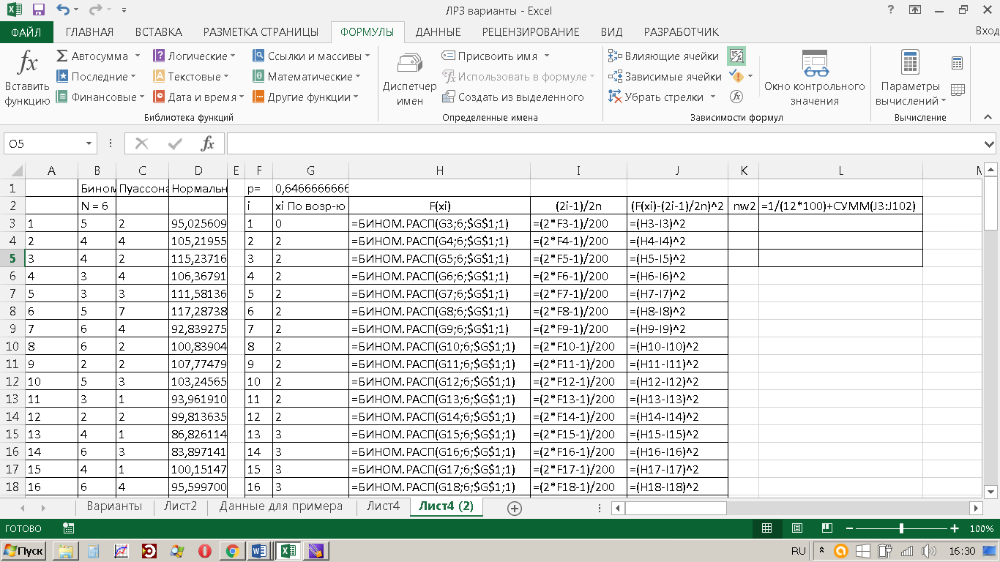 ЛР3 варианты - Excel
ФАЙЛ ГЛАВНАЯ ВСТАВКА РАЗМЕТКА СТРАНИЦЫ ФОРМУЛЫ ДАННЫЕ РЕЦЕНЗИРОВАНИЕ ВИД РАЗРАБОТЧИК Вход
fx Автосумма Логические Ссылки и массивы Присвоить имя Влияющие ячейки
Вставить функцию Последние Текстовые Математические Диспетчер имен Использовать в формуле Зависимые ячейки Окно контрольного значения Параметры вычислений
Финансовые Дата и время Другие функции Создать из выделенного Убрать стрелки
Библиотека функций Определенные имена Зависимости формул Вычисление
O5 fx
A B C D E F G H I J K L
1 Бином Пуассона Нормальн p= 0,6466666666
2 N = 6 i xi По возр-ю F(xi) (2i-1)/2n (F(xi)-(2i-1)/2n)^2 nw2 =1/(12*100)+СУММ(J3:J102)
3 1 5 2 95,025609 1 0 =БИНОМ.РАСП(G3;6;$G$1;1) =(2*F3-1)/200 =(H3-I3)^2
4 2 4 4 105,21955 2 2 =БИНОМ.РАСП(G4;6;$G$1;1) =(2*F4-1)/200 =(H4-I4)^2
5 3 4 2 115,23716 3 2 =БИНОМ.РАСП(G5;6;$G$1;1) =(2*F5-1)/200 =(H5-I5)^2
6 4 3 4 106,36791 4 2 =БИНОМ.РАСП(G6;6;$G$1;1) =(2*F6-1)/200 =(H6-I6)^2
7 5 3 3 111,58136 5 2 =БИНОМ.РАСП(G7;6;$G$1;1) =(2*F7-1)/200 =(H7-I7)^2
8 6 5 7 117,28738 6 2 =БИНОМ.РАСП(G8;6;$G$1;1) =(2*F8-1)/200 =(H8-I8)^2
9 7 6 4 92,839275 7 2 =БИНОМ.РАСП(G9;6;$G$1;1) =(2*F9-1)/200 =(H9-I9)^2
10 8 6 2 100,83904 8 2 =БИНОМ.РАСП(G10;6;$G$1;1) =(2*F10-1)/200 =(H10-I10)^2
11 9 2 2 107,77479 9 2 =БИНОМ.РАСП(G11;6;$G$1;1) =(2*F11-1)/200 =(H11-I11)^2
12 10 5 3 103,24565 10 2 =БИНОМ.РАСП(G12;6;$G$1;1) =(2*F12-1)/200 =(H12-I12)^2
13 11 3 1 93,961910 11 2 =БИНОМ.РАСП(G13;6;$G$1;1) =(2*F13-1)/200 =(H13-I13)^2
14 12 2 2 99,813635 12 2 =БИНОМ.РАСП(G14;6;$G$1;1) =(2*F14-1)/200 =(H14-I14)^2
15 13 4 1 86,826114 13 3 =БИНОМ.РАСП(G15;6;$G$1;1) =(2*F15-1)/200 =(H15-I15)^2
16 14 6 3 83,897141 14 3 =БИНОМ.РАСП(G16;6;$G$1;1) =(2*F16-1)/200 =(H16-I16)^2
17 15 4 1 100,15147 15 3 =БИНОМ.РАСП(G17;6;$G$1;1) =(2*F17-1)/200 =(H17-I17)^2
18 16 6 4 95,599700 16 3 =БИНОМ.РАСП(G18;6;$G$1;1) =(2*F18-1)/200 =(H18-I18)^2
Варианты Лист2 Данные для примера Лист4 Лист4 (2)
ГОТОВО 100%
Пуск RU 16:30